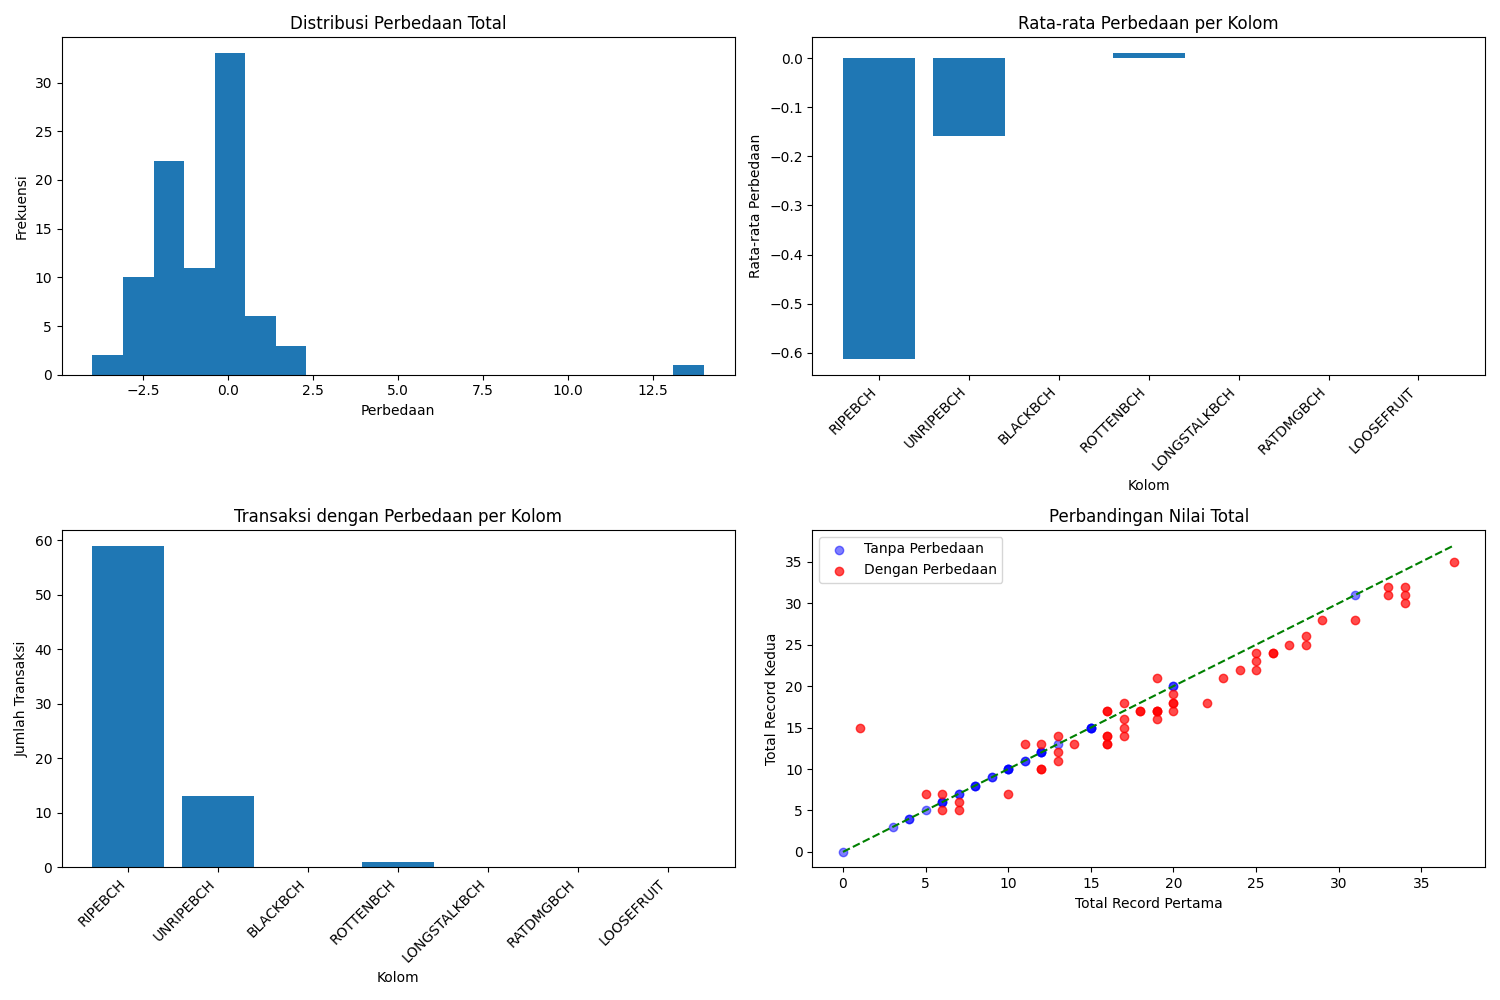 Distribusi Perbedaan Total
Frekuensi
30
25
20
15
10
5
0
−2.5 0.0 2.5 5.0 7.5 10.0 12.5
Perbedaan
Rata-rata Perbedaan per Kolom
Rata-rata Perbedaan
0.0
−0.1
−0.2
−0.3
−0.4
−0.5
−0.6
RIPEBCH
UNRIPEBCH
BLACKBCH
ROTTENBCH
LONGSTALKBCH
RATDMGBCH
LOOSEFRUIT
Kolom
Transaksi dengan Perbedaan per Kolom
Jumlah Transaksi
60
50
40
30
20
10
0
RIPEBCH
UNRIPEBCH
BLACKBCH
ROTTENBCH
LONGSTALKBCH
RATDMGBCH
LOOSEFRUIT
Kolom
Perbandingan Nilai Total
Tanpa Perbedaan
Dengan Perbedaan
Total Record Kedua
35
30
25
20
15
10
5
0
0 5 10 15 20 25 30 35
Total Record Pertama